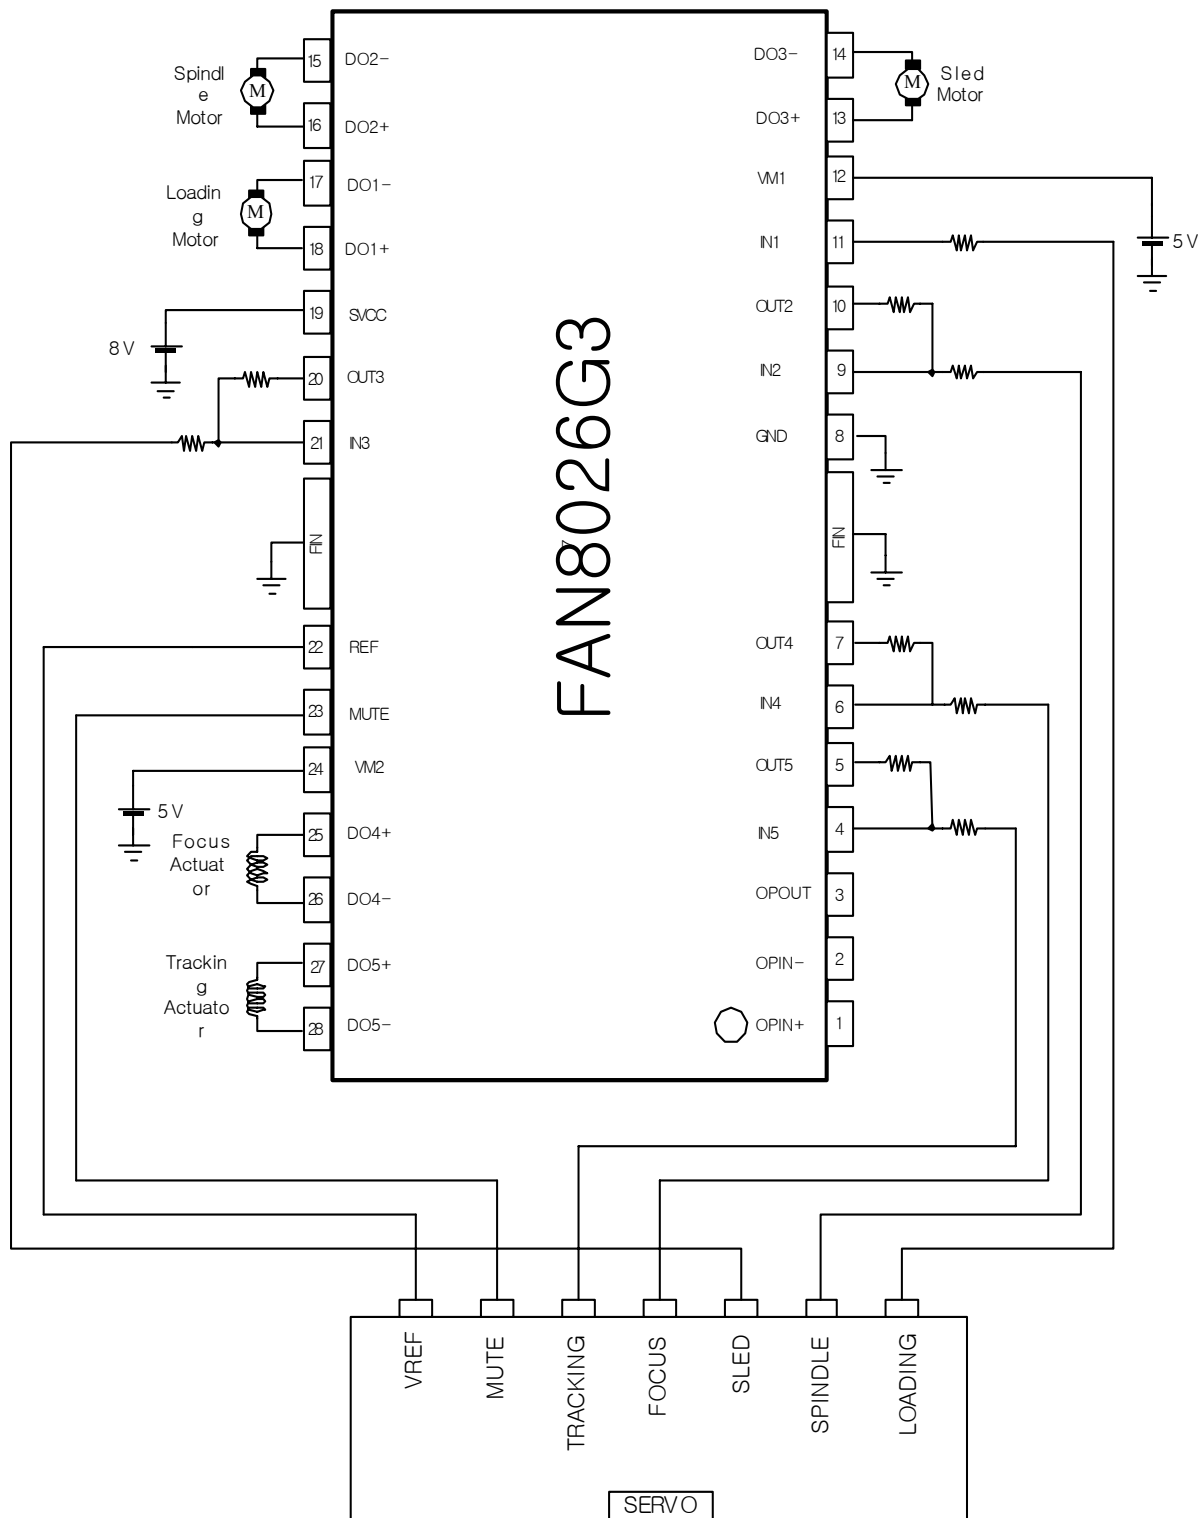 15 DO2-
Spindl
e
Motor
M
16 DO2+
17 DO1-
Loadin
g
Motor
M
18 DO1+
19 SVCC
8V
20 OUT3
21 IN3
FIN
22 REF
23 MUTE
24 VM2
5V
25 DO4+
Focus
Actuat
or
26 DO4-
27 DO5+
Trackin
g
Actuato
r
28 DO5-
FAN8026G3
DO3- 14
M
Sled
Motor
DO3+ 13
VM1 12
IN1 11
5V
OUT2 10
IN2 9
GND 8
FIN
OUT4 7
IN4 6
OUT5 5
IN5 4
OPOUT 3
OPIN- 2
OPIN+ 1
VREF
MUTE
TRACKING
FOCUS
SLED
SPINDLE
LOADING
SERVO